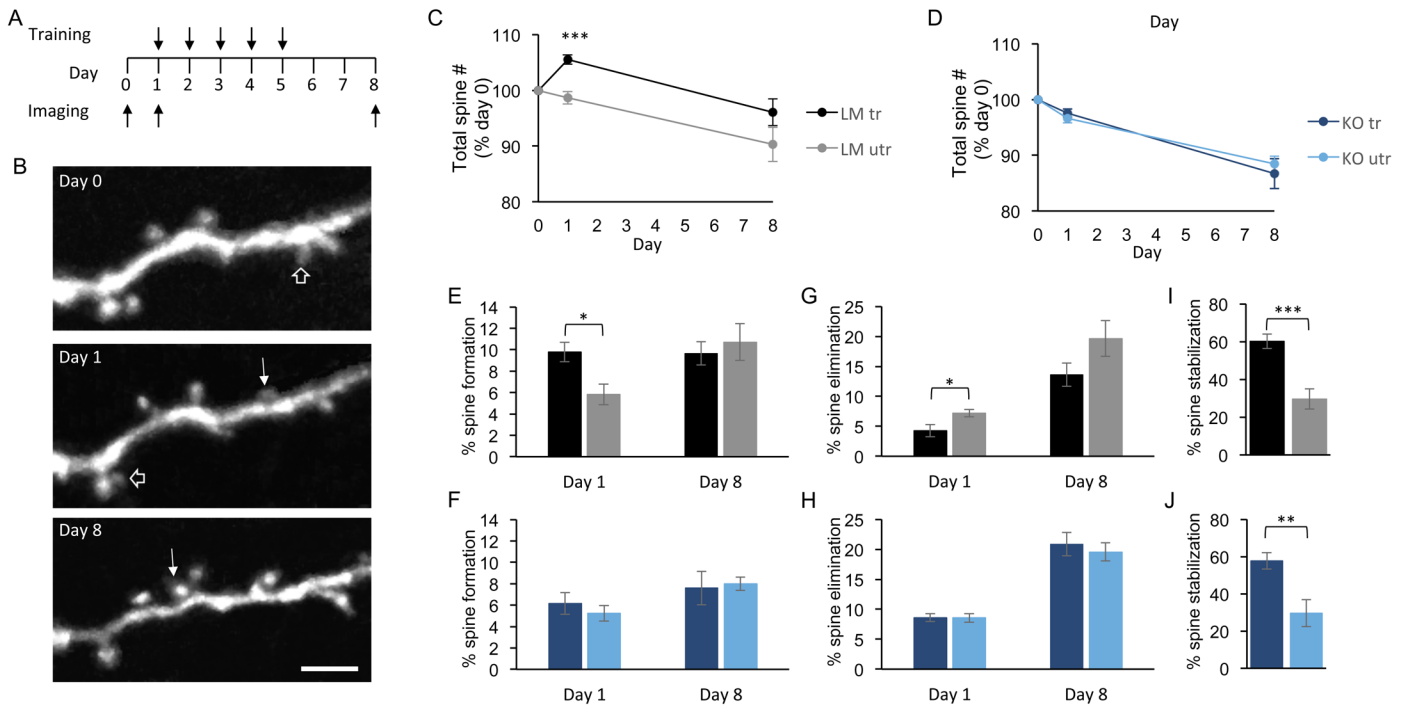 A
Training
Day
0 1 2 3 4 5 6 7 8
Imaging
B
Day 0
Day 1
Day 8
C
Total spine #
(% day 0)
110
100
90
80
***
0 1 2 3 4 5 6 7 8
Day
LM tr
LM utr
D
Day
Total spine #
(% day 0)
110
100
90
80
0 1 2 3 4 5 6 7 8
Day
KO tr
KO utr
E
% spine formation
14
12
10
8
6
4
2
0
*
Day 1 Day 8
G
% spine elimination
25
20
15
10
5
0
*
Day 1 Day 8
I
% spine stabilization
80
60
40
20
0
***
F
% spine formation
14
12
10
8
6
4
2
0
Day 1 Day 8
H
% spine elimination
25
20
15
10
5
0
Day 1 Day 8
J
% spine stabilization
80
60
40
20
0
**